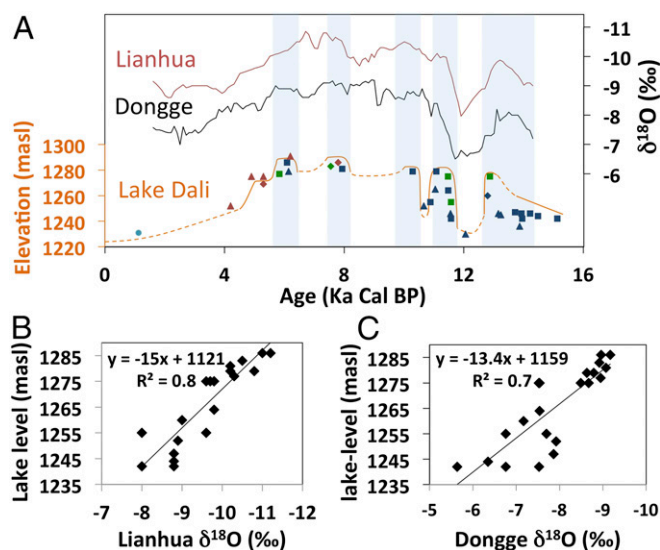 A
Lianhua
Dongge
Lake Dali
Elevation (masl)
1300
1280
1260
1240
1220
-11
-10
-9
-8
-7
-6
δ18O (‰)
0 4 8 12 16
Age (Ka Cal BP)
B
Lake level (masl)
1285
1275
1265
1255
1245
1235
y = -15x + 1121
R² = 0.8
-7 -8 -9 -10 -11 -12
Lianhua δ18O (‰)
C
lake-level (masl)
1285
1275
1265
1255
1245
1235
y = -13.4x + 1159
R² = 0.7
-5 -6 -7 -8 -9 -10
Dongge δ18O (‰)